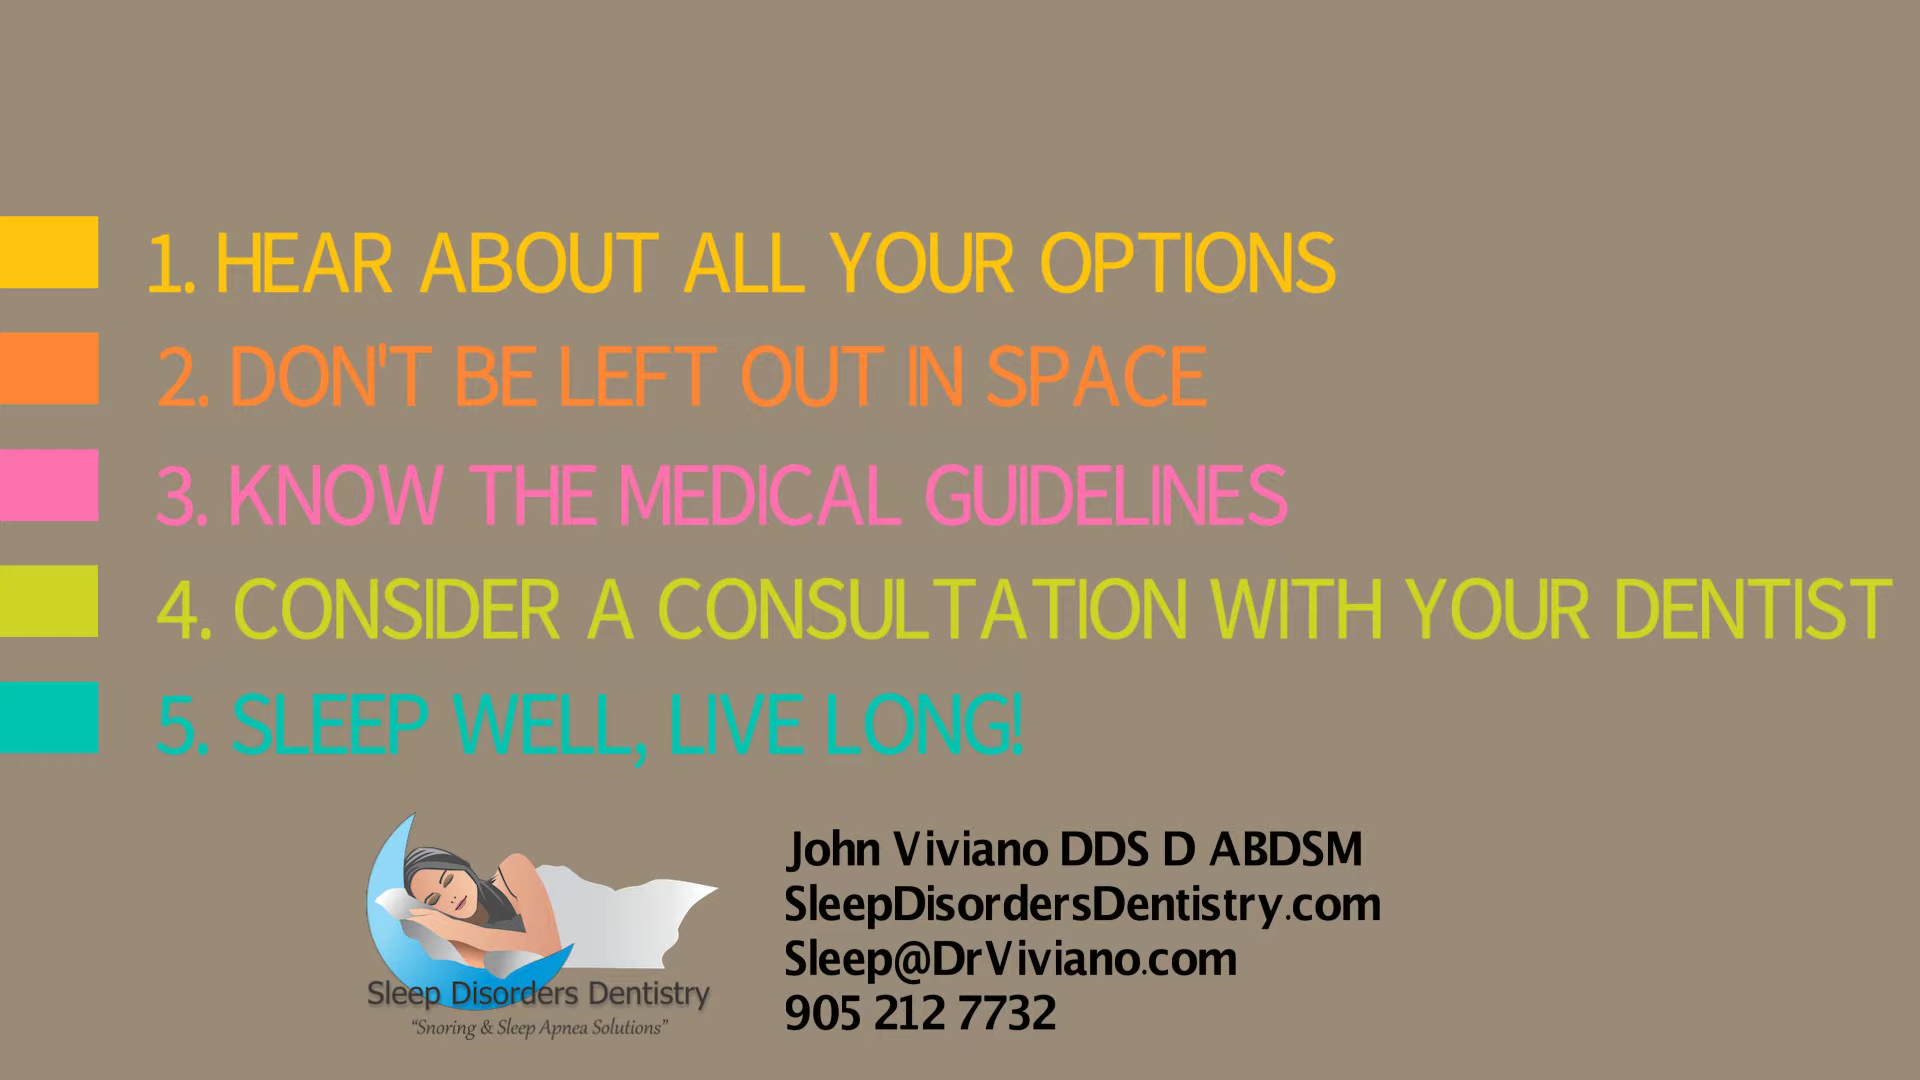 1. HEAR ABOUT ALL YOUR OPTIONS
2. DON'T BE LEFT OUT IN SPACE
3. KNOW THE MEDICAL GUIDELINES
4. CONSIDER A CONSULTATION WITH YOUR DENTIST
5. SLEEP WELL, LIVE LONG!
Sleep Disorders Dentistry
“Snoring & Sleep Apnea Solutions”
John Viviano DDS D ABDSM
SleepDisordersDentistry.com
Sleep@DrViviano.com
905 212 7732